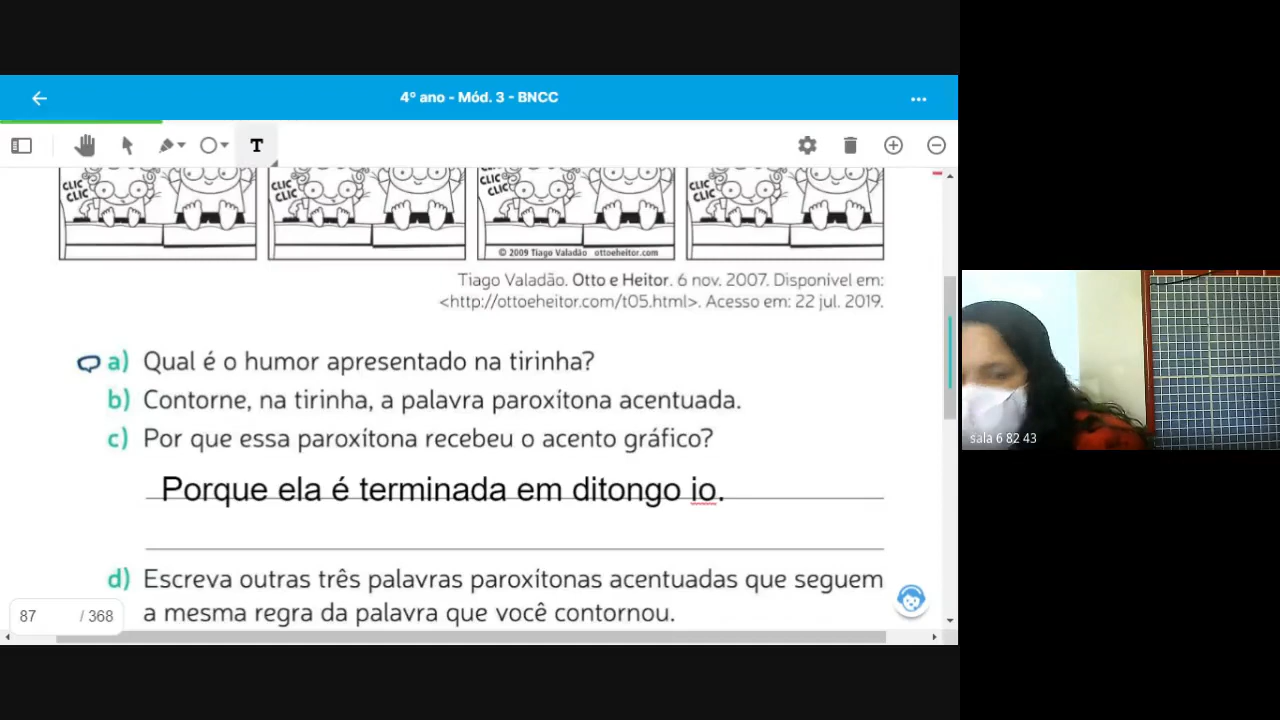 4º ano - Mód. 3 - BNCC
T
CLIC CLIC
CLIC CLIC
CLIC CLIC
CLIC CLIC
© 2009 Tiago Valadão ottoeheitor.com
Tiago Valadão. Otto e Heitor. 6 nov. 2007. Disponível em:
<http://ottoeheitor.com/t05.html>. Acesso em: 22 jul. 2019.
a) Qual é o humor apresentado na tirinha?
b) Contorne, na tirinha, a palavra paroxítona acentuada.
c) Por que essa paroxítona recebeu o acento gráfico?
Porque ela é terminada em ditongo io.
d) Escreva outras três palavras paroxítonas acentuadas que seguem
a mesma regra da palavra que você contornou.
87 / 368
sala 6 82 43